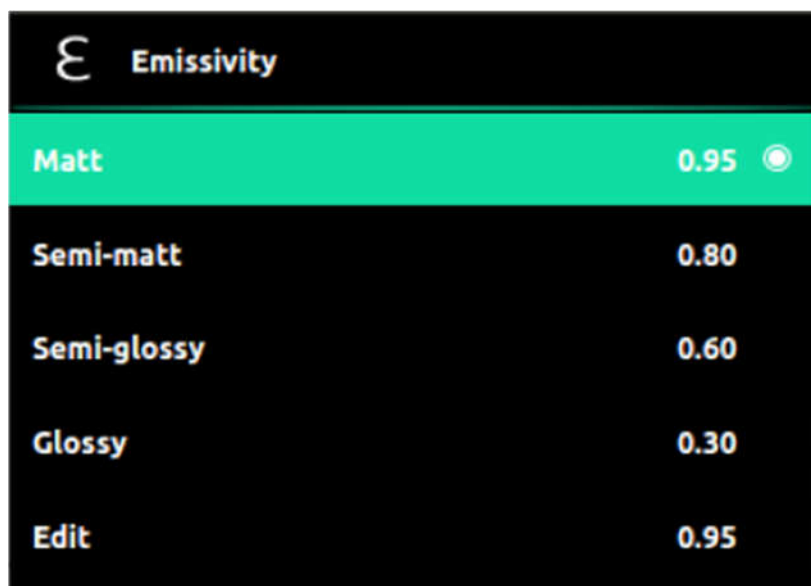 ε Emissivity
Matt 0.95
Semi-matt 0.80
Semi-glossy 0.60
Glossy 0.30
Edit 0.95